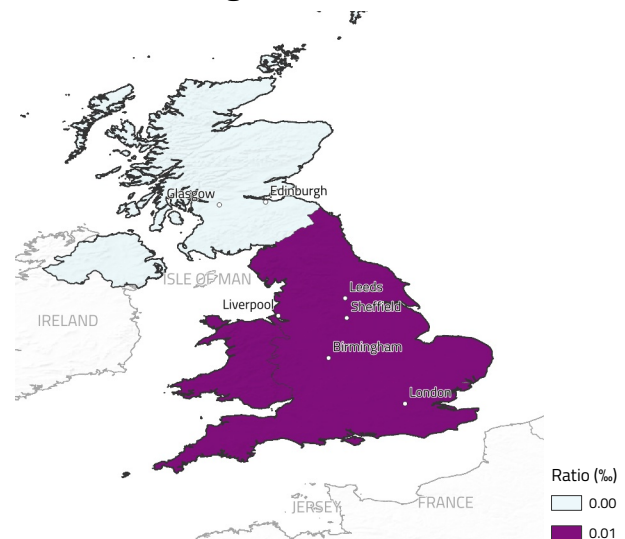 Glasgow
Edinburgh
ISLE OF MAN
Leeds
Liverpool
Sheffield
IRELAND
Birmingham
London
Ratio (‰)
JERSEY
FRANCE
0.00
0.01